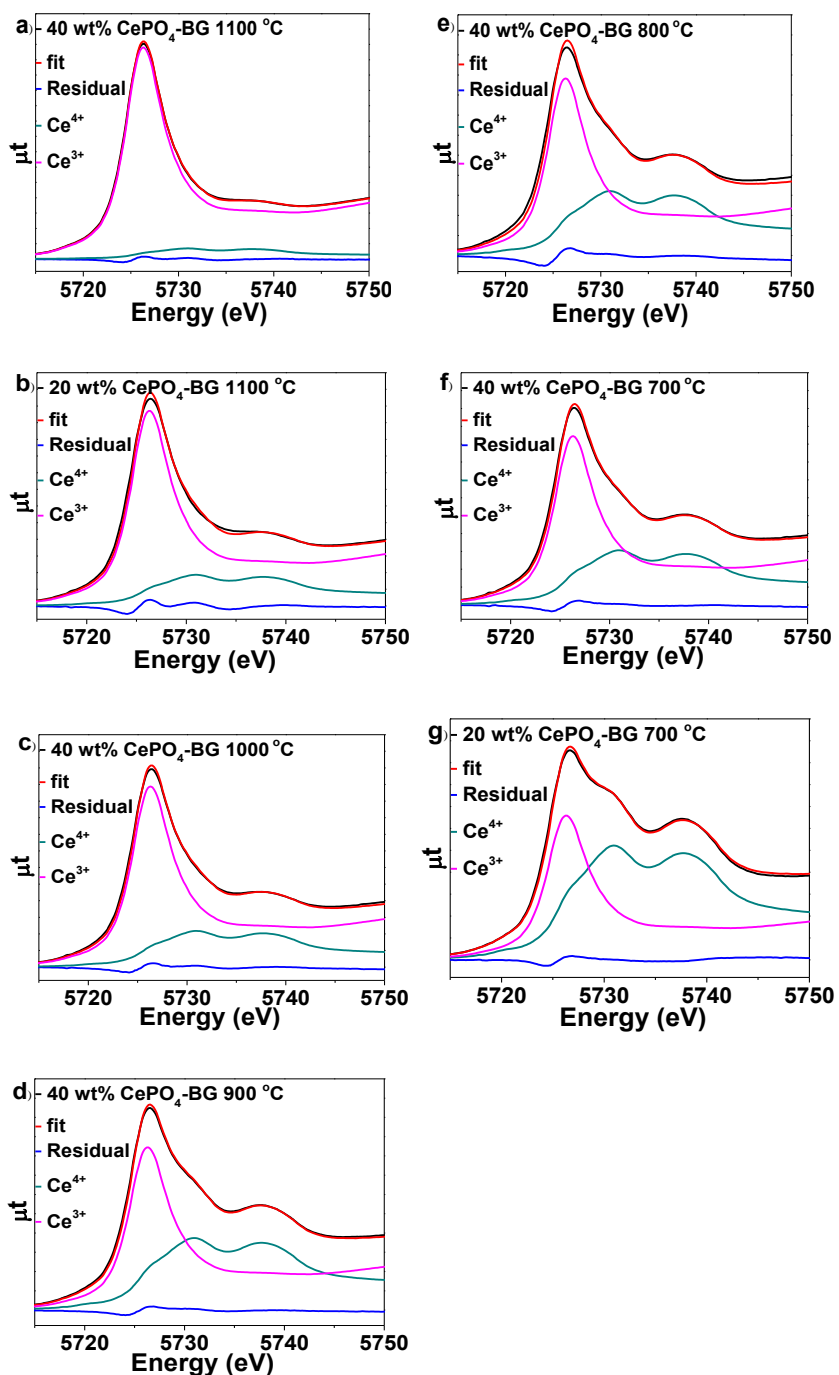 a) 40 wt% CePO4-BG 1100 °C
fit
Residual
Ce4+
Ce3+
μt
5720 5730 5740 5750
Energy (eV)
b) 20 wt% CePO4-BG 1100 °C
fit
Residual
Ce4+
Ce3+
μt
5720 5730 5740 5750
Energy (eV)
c) 40 wt% CePO4-BG 1000 °C
fit
Residual
Ce4+
Ce3+
μt
5720 5730 5740 5750
Energy (eV)
d) 40 wt% CePO4-BG 900 °C
fit
Residual
Ce4+
Ce3+
μt
5720 5730 5740 5750
Energy (eV)
e) 40 wt% CePO4-BG 800 °C
fit
Residual
Ce4+
Ce3+
μt
5720 5730 5740 5750
Energy (eV)
f) 40 wt% CePO4-BG 700 °C
fit
Residual
Ce4+
Ce3+
μt
5720 5730 5740 5750
Energy (eV)
g) 20 wt% CePO4-BG 700 °C
fit
Residual
Ce4+
Ce3+
μt
5720 5730 5740 5750
Energy (eV)